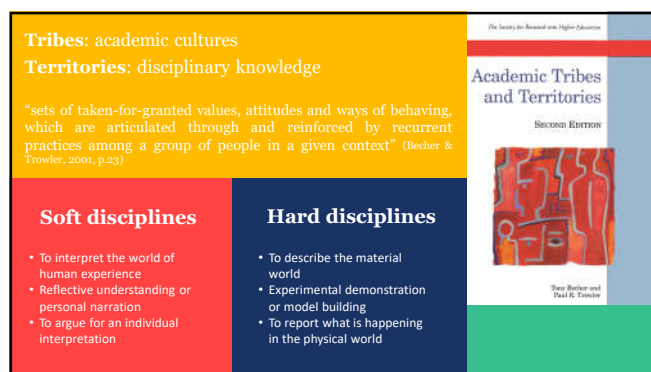 Tribes: academic cultures
Territories: disciplinary knowledge
“sets of taken-for-granted values, attitudes and ways of behaving,
which are articulated through and reinforced by recurrent
practices among a group of people in a given context” (Becher &
Trowler, 2001, p.23)
Soft disciplines
• To interpret the world of
human experience
• Reflective understanding or
personal narration
• To argue for an individual
interpretation
Hard disciplines
• To describe the material
world
• Experimental demonstration
or model building
• To report what is happening
in the physical world
The Society for Research into Higher Education
Academic Tribes
and Territories
SECOND EDITION
Tony Becher and
Paul R. Trowler